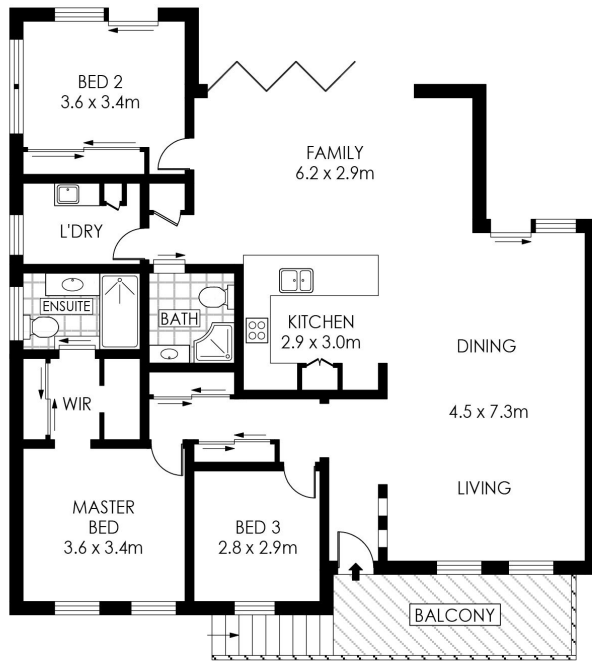 BED 2
3.6 x 3.4m
FAMILY
6.2 x 2.9m
L'DRY
ENSUITE
BATH
KITCHEN
2.9 x 3.0m
DINING
WIR
4.5 x 7.3m
MASTER
BED
3.6 x 3.4m
BED 3
2.8 x 2.9m
LIVING
BALCONY